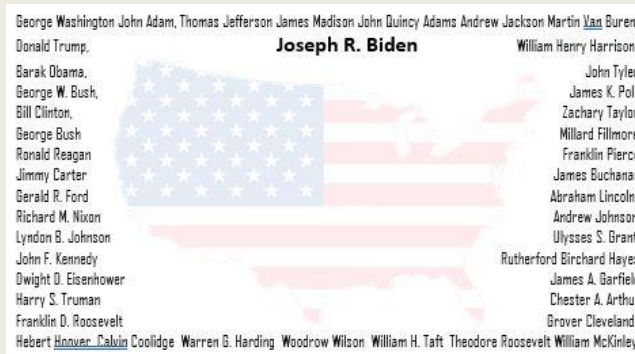 George Washington John Adam, Thomas Jefferson James Madison John Quincy Adams Andrew Jackson Martin Van Buren
Donald Trump, Joseph R. Biden William Henry Harrison
Barak Obama, John Tyler
George W. Bush, James K. Pol
Bill Clinton, Zachary Taylor
George Bush Millard Fillmore
Ronald Reagan Franklin Pierce
Jimmy Carter James Buchanan
Gerald R. Ford Abraham Lincoln
Richard M. Nixon Andrew Johnson
Lyndon B. Johnson Ulysses S. Grant
John F. Kennedy Rutherford Birchard Hayes
Dwight D. Eisenhower James A. Garfield
Harry S. Truman Chester A. Arthu
Franklin D. Roosevelt Grover Cleveland
Hebert Hoover Calvin Coolidge Warren G. Harding Woodrow Wilson William H. Taft Theodore Roosevelt William McKinley